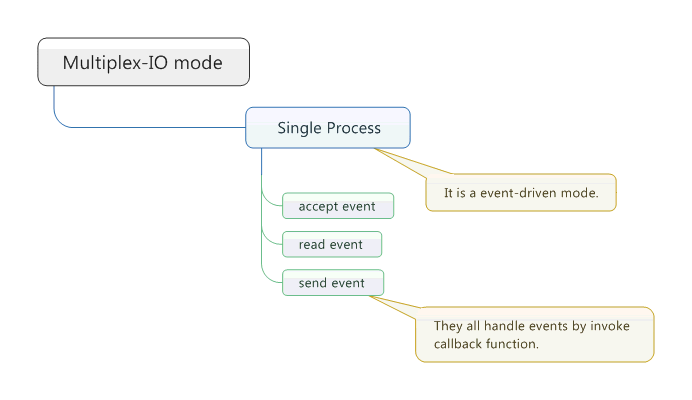 Multiplex-IO mode
Single Process
It is a event-driven mode.
accept event
read event
send event
They all handle events by invoke
callback function.